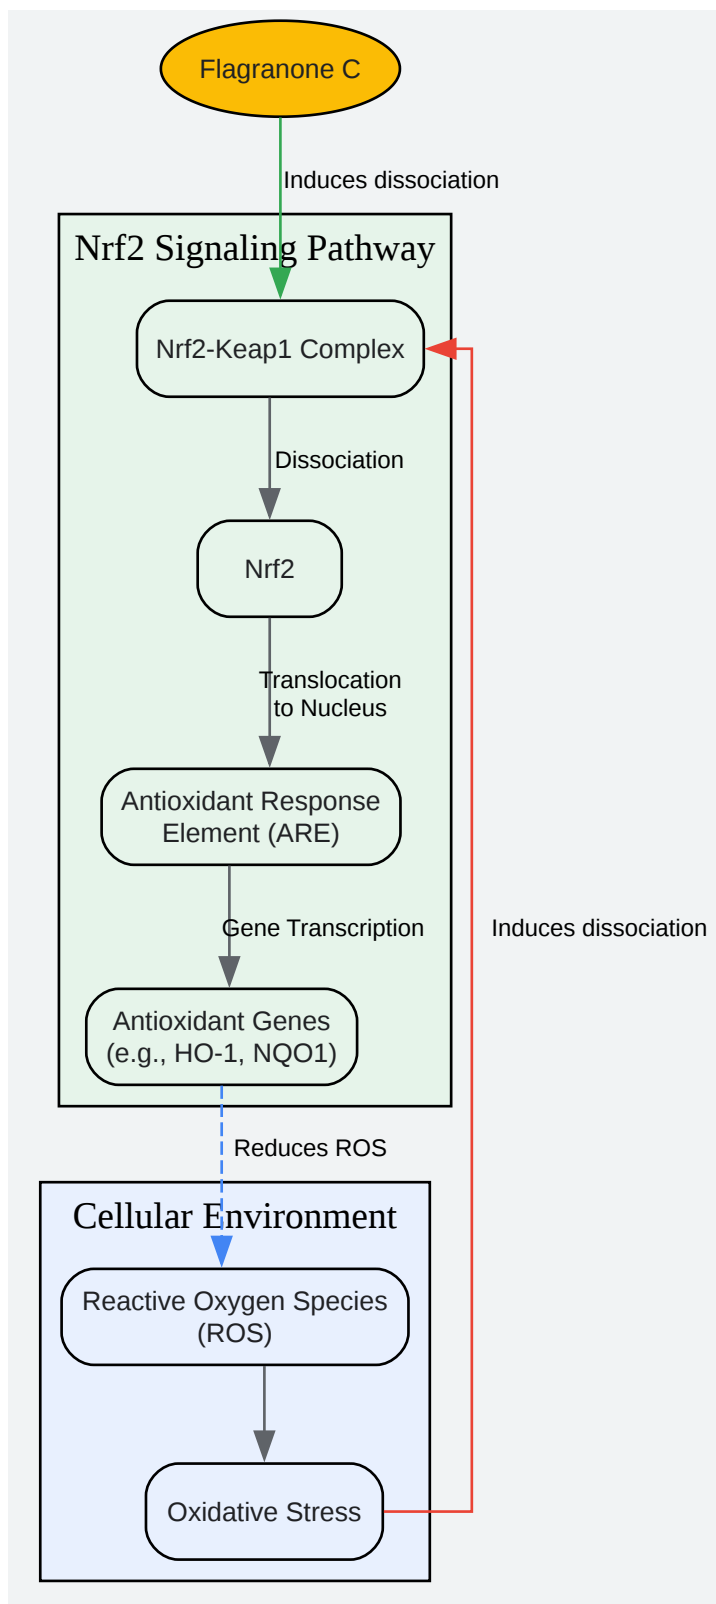 Flagranone C
Induces dissociation
Nrf2 Signaling Pathway
Nrf2-Keap1 Complex
Dissociation
Nrf2
Translocation
to Nucleus
Antioxidant Response
Element (ARE)
Gene Transcription
Induces dissociation
Antioxidant Genes
(e.g., HO-1, NQO1)
Reduces ROS
Cellular Environment
Reactive Oxygen Species
(ROS)
Oxidative Stress